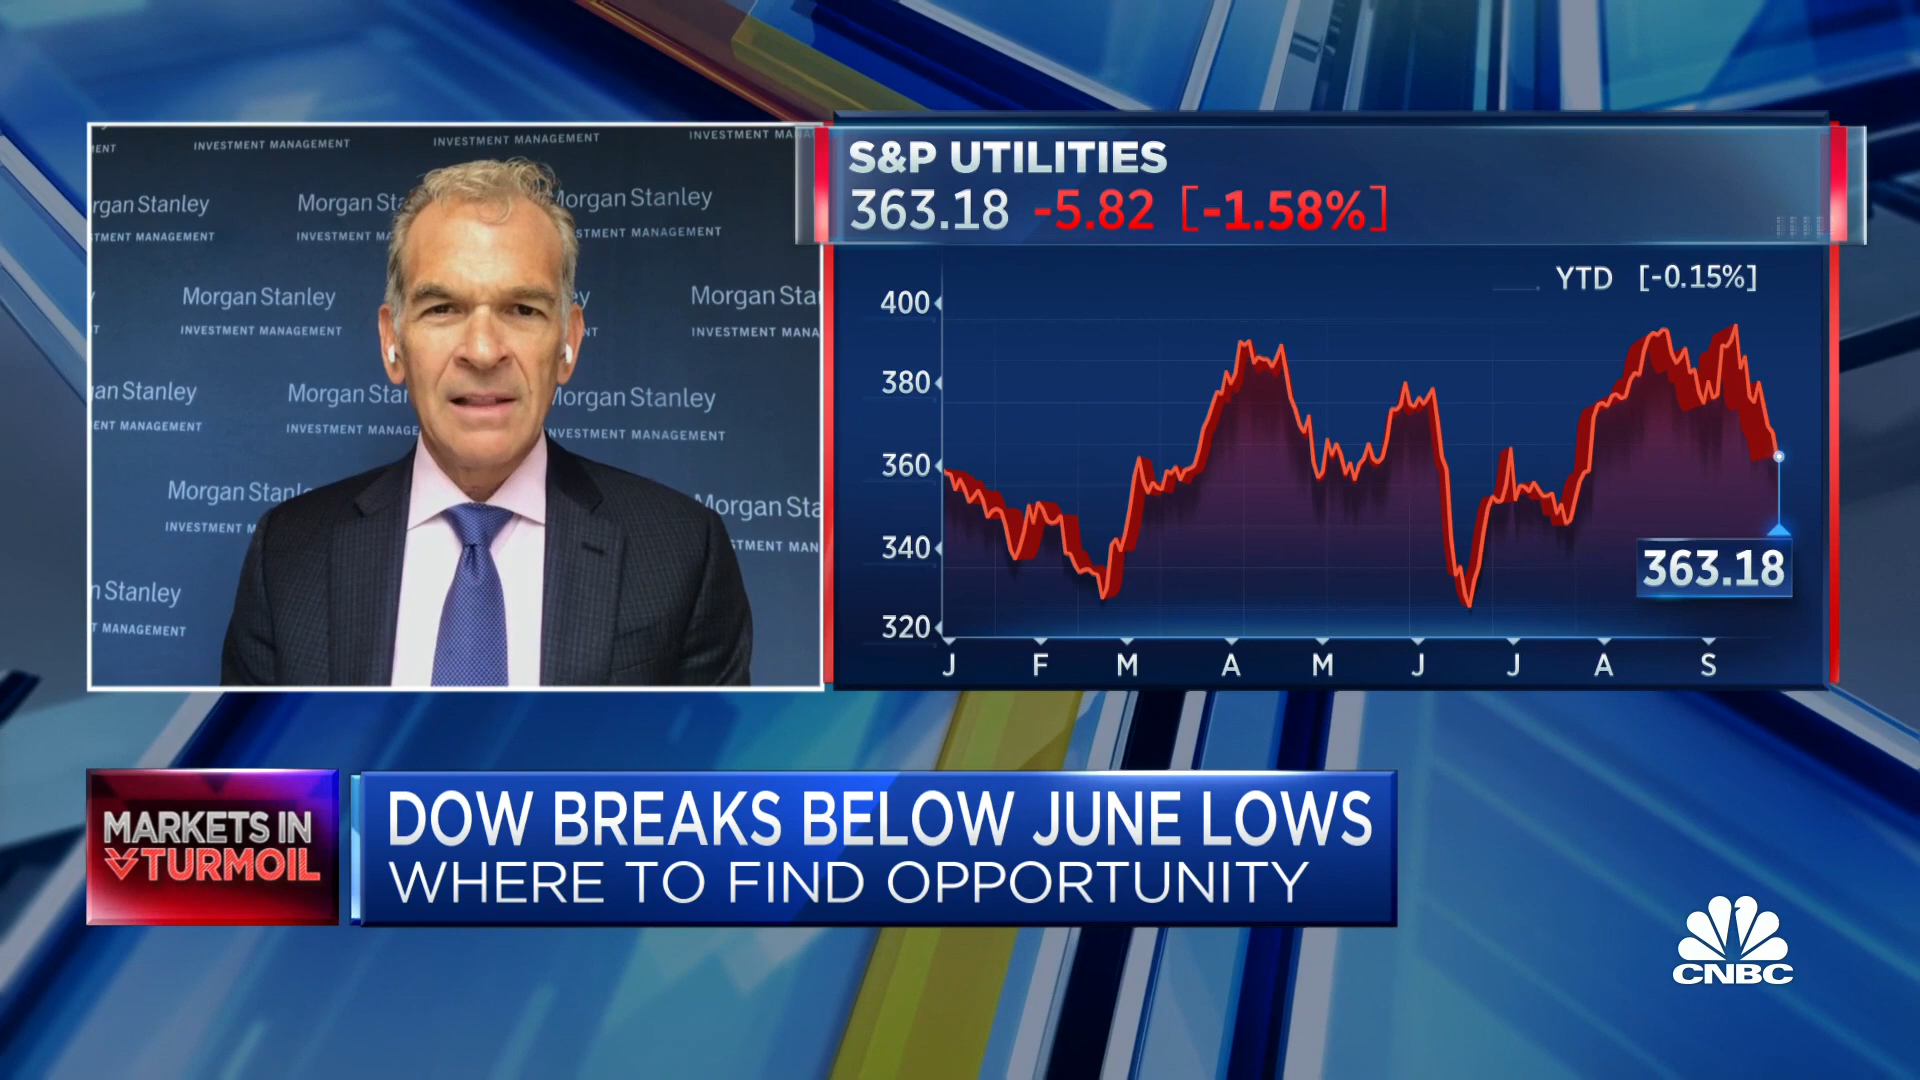 INVESTMENT MANAGEMENT
INVESTMENT MANAGEMENT
Morgan Stanley
INVESTMENT MANAGEMENT
Morgan Stanley
INVESTMENT MANAGEMENT
S&P UTILITIES
363.18 -5.82 [-1.58%]
YTD [-0.15%]
400
380
360
340
320
J F M A M J J A S
363.18
MARKETS IN
TURMOIL
DOW BREAKS BELOW JUNE LOWS
WHERE TO FIND OPPORTUNITY
CNBC